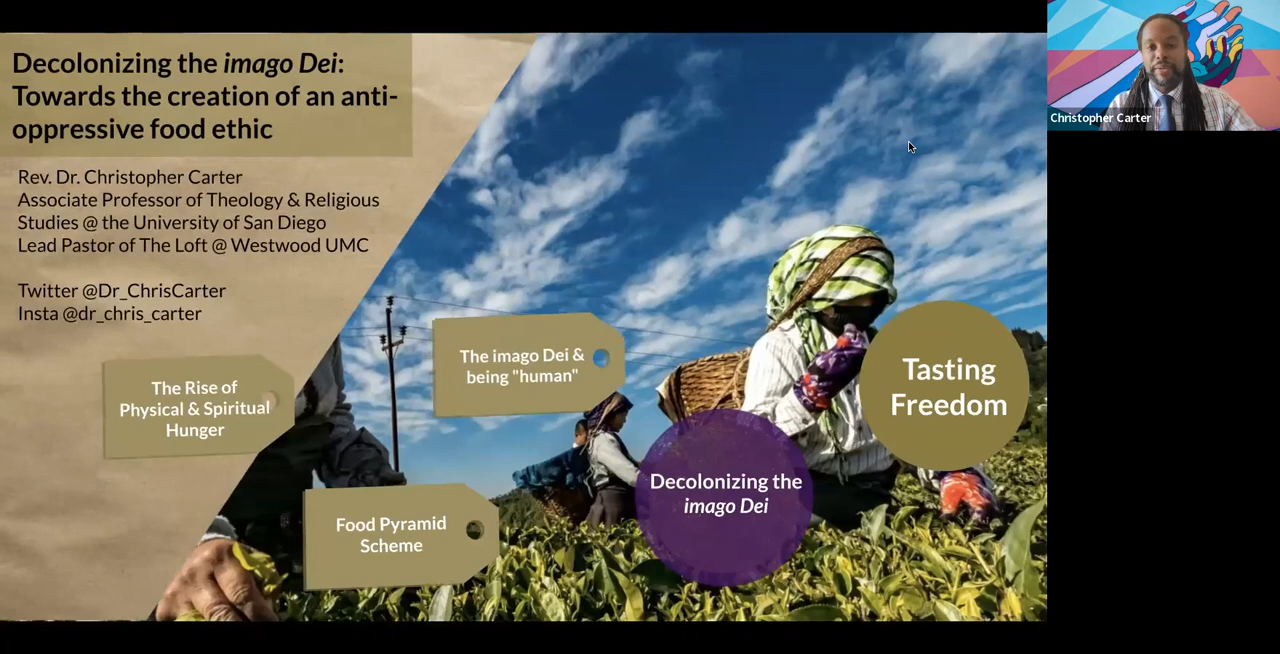 Decolonizing the imago Dei:
Towards the creation of an anti-
oppressive food ethic
Rev. Dr. Christopher Carter
Associate Professor of Theology & Religious
Studies @ the University of San Diego
Lead Pastor of The Loft @ Westwood UMC
Twitter @Dr_ChrisCarter
Insta @dr_chris_carter
The Rise of
Physical & Spiritual
Hunger
Food Pyramid
Scheme
The imago Dei &
being "human"
Decolonizing the
imago Dei
Tasting
Freedom
Christopher Carter